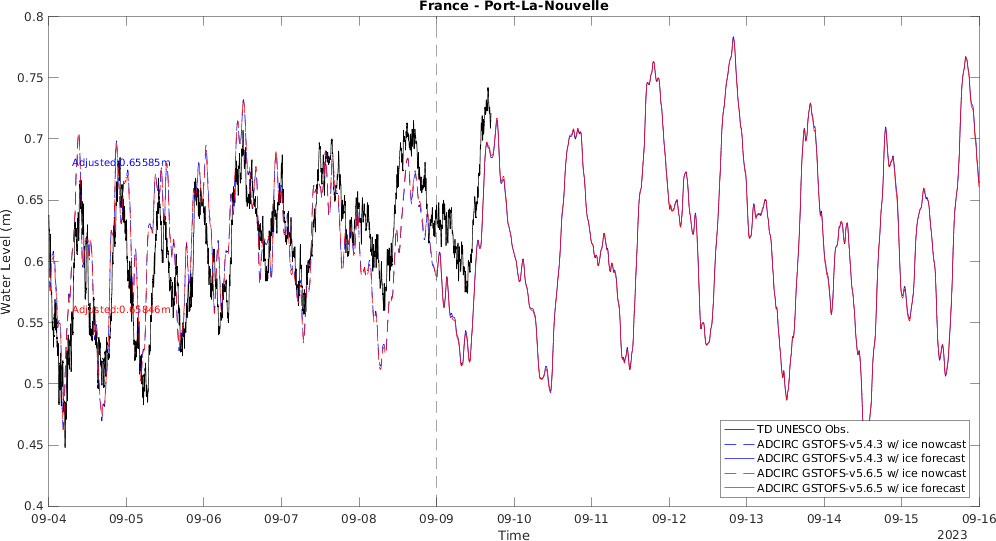 France - Port-La-Nouvelle
0.8
0.75
0.7
0.65
0.6
0.55
0.5
0.45
0.4
Water Level (m)
Adjusted:0.65585m
Adjusted:0.65846m
TD UNESCO Obs.
ADCIRC GSTOFS-v5.4.3 w/ ice nowcast
ADCIRC GSTOFS-v5.4.3 w/ ice forecast
ADCIRC GSTOFS-v5.6.5 w/ ice nowcast
ADCIRC GSTOFS-v5.6.5 w/ ice forecast
09-04 09-05 09-06 09-07 09-08 09-09 09-10 09-11 09-12 09-13 09-14 09-15 09-16
Time
2023